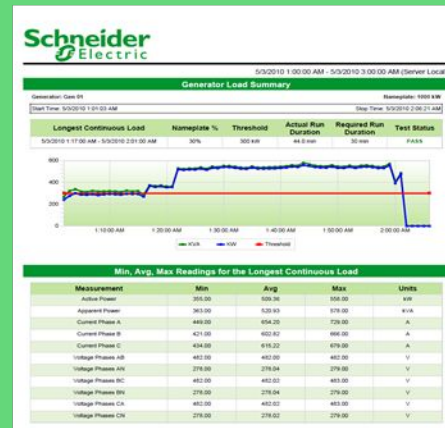 Schneider
Electric
5/3/2010 1:00:00 AM - 5/3/2010 3:00:00 AM (Server Local
Generator Load Summary
Generator: Gen 01 Nameplate: 1000 kW
Start Time: 5/3/2010 1:01:03 AM Stop Time: 5/3/2010 2:06:21 AM
Longest Continuous Load Nameplate % Threshold Actual Run Duration Required Run Duration Test Status
5/3/2010 1:17:00 AM - 5/3/2010 2:01:00 AM 30% 300 kW 44.0 min 30 min PASS
600
400
200
0
1:10:00 AM 1:20:00 AM 1:30:00 AM 1:40:00 AM 1:50:00 AM 2:00:00 AM
KVA KW Threshold
Min, Avg, Max Readings for the Longest Continuous Load
Measurement Min Avg Max Units
Active Power 355.00 509.36 558.00 kW
Apparent Power 363.00 520.93 578.00 kVA
Current Phase A 449.00 654.20 729.00 A
Current Phase B 421.00 602.82 666.00 A
Current Phase C 434.00 615.22 679.00 A
Voltage Phases AB 482.00 482.00 482.00 V
Voltage Phases AN 278.00 278.04 279.00 V
Voltage Phases BC 482.00 482.02 483.00 V
Voltage Phases BN 278.00 278.04 279.00 V
Voltage Phases CA 482.00 482.02 483.00 V
Voltage Phases CN 278.00 278.02 279.00 V